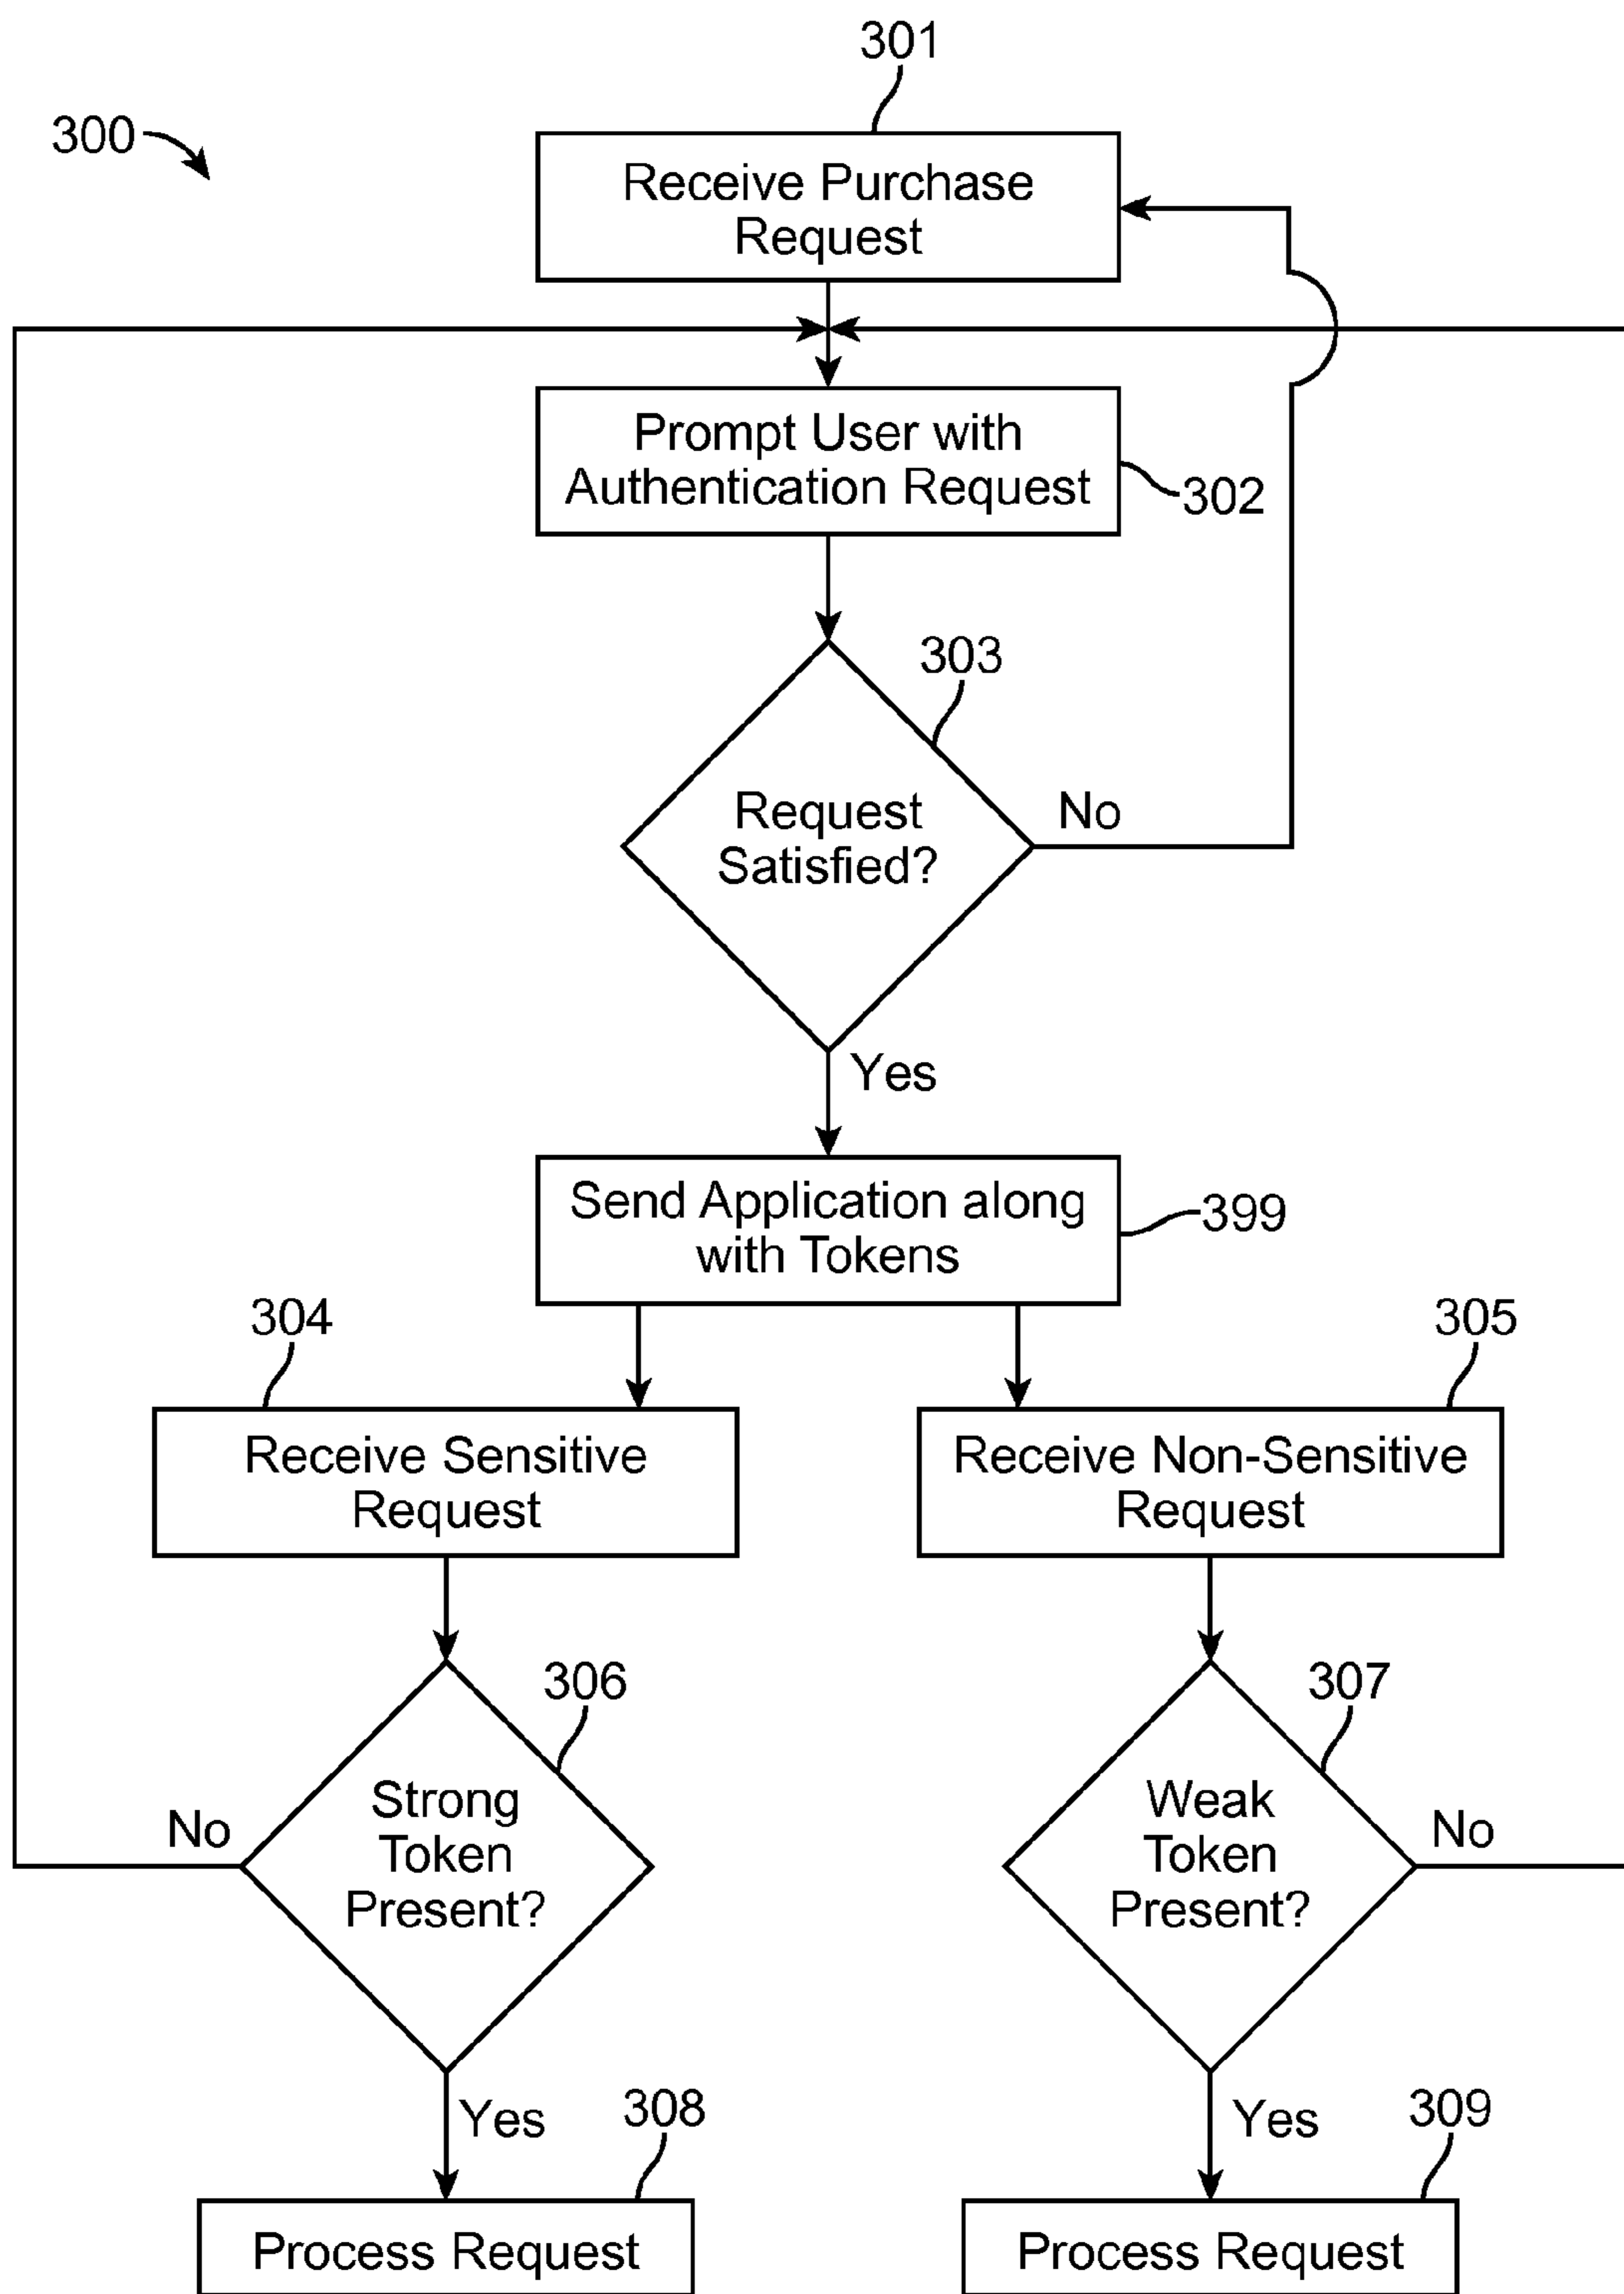 301
300
Receive Purchase
Request
Prompt User with
Authentication Request
302
303
Request
Satisfied?
No
Yes
Send Application along
with Tokens
399
304
305
Receive Sensitive
Request
Receive Non-Sensitive
Request
306
307
Strong
Token
Present?
No
Weak
Token
Present?
No
Yes
308
Yes
309
Process Request
Process Request